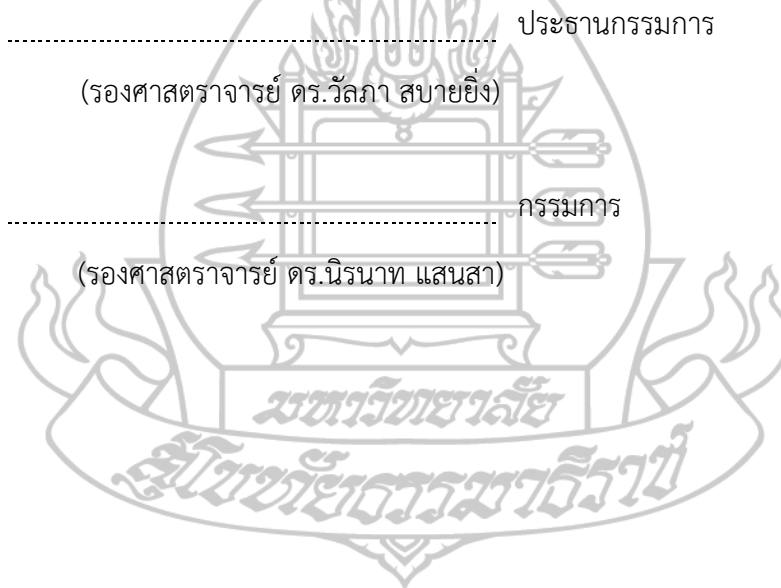 ประธานกรรมการ
(รองศาสตราจารย์ ดร.วัลภา สบายยิ่ง)
กรรมการ
(รองศาสตราจารย์ ดร.นิรนาท แสนสา)
มหาวิทยาลัย
สุโขทัยธรรมาธิราช